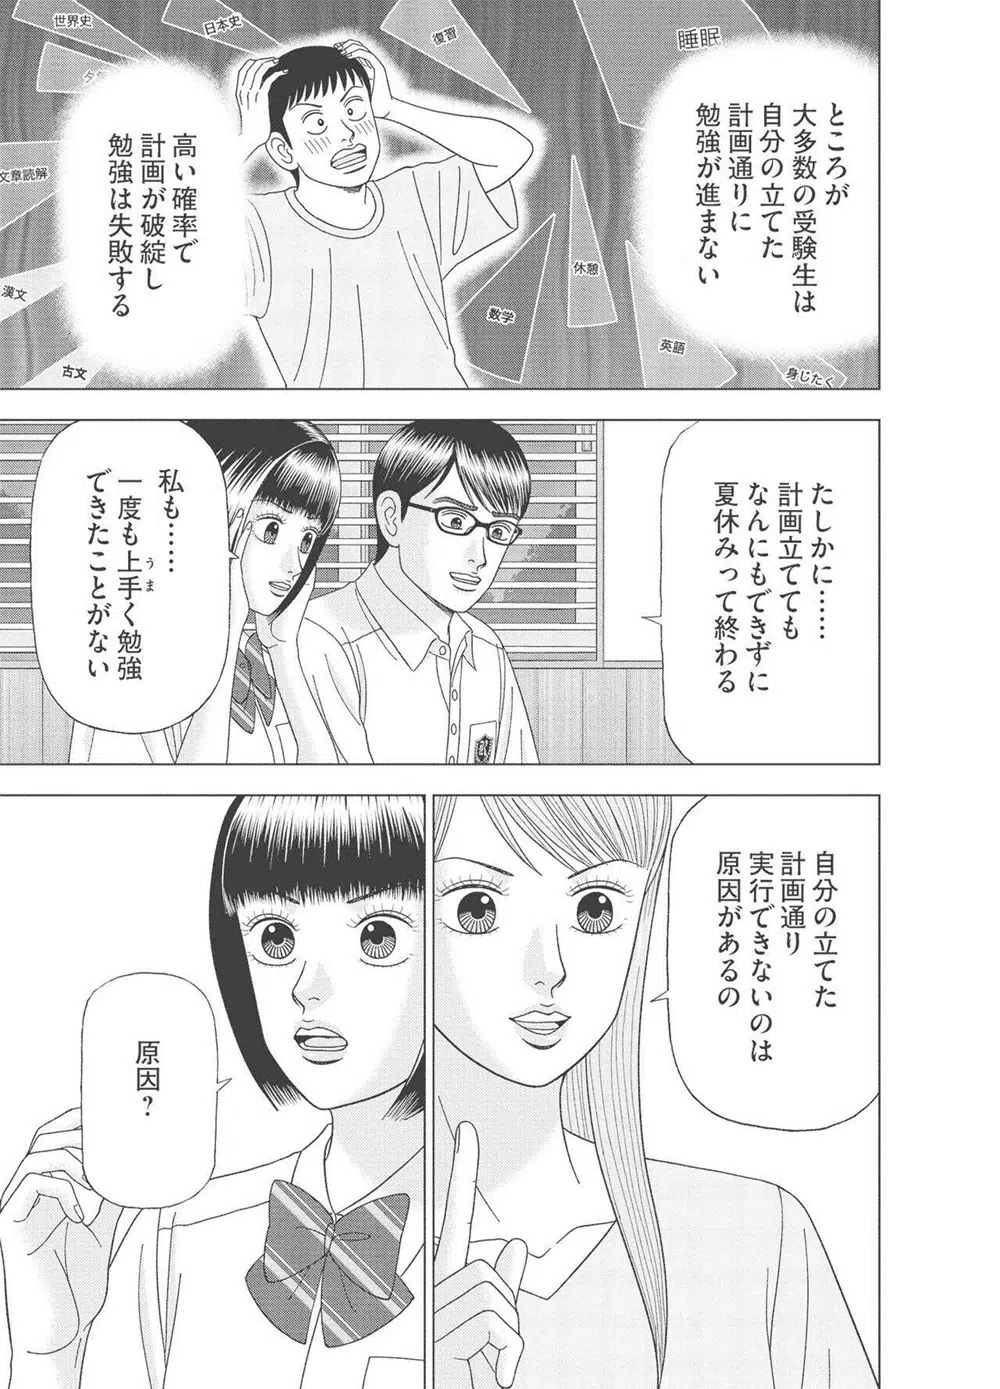 ところが
大多数の受験生は
自分の立てた
計画通りに
勉強が進まない
睡眠
復習
日本史
世界史
休憩
数学
英語
身じたく
高い確率で
計画が破綻し
勉強は失敗する
文章読解
漢文
古文
たしかに……
計画立てても
なんにもできずに
夏休みって終わる
私も……
一度も上手く勉強
うま
できたことがない
自分の立てた
計画通り
実行できないのは
原因があるの
原因?